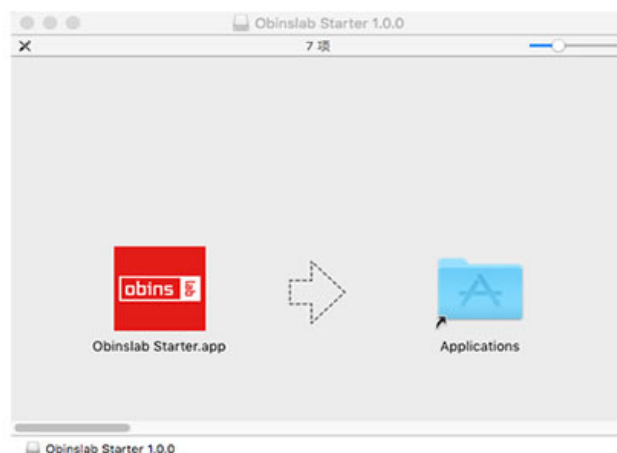 Obinslab Starter 1.0.0
7 项
obins lab
Obinslab Starter.app
Applications
Obinslab Starter 1.0.0